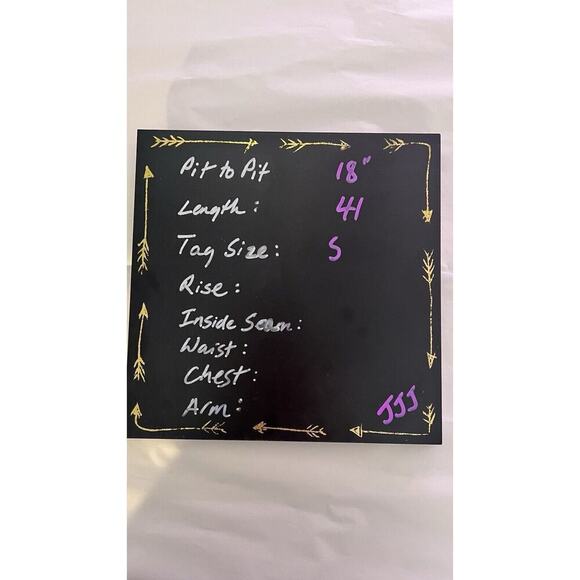 Pit to Pit 18"
Length: 41
Tag Size: S
Rise:
Inside Seam:
Waist:
Chest:
Arm:
JJJ